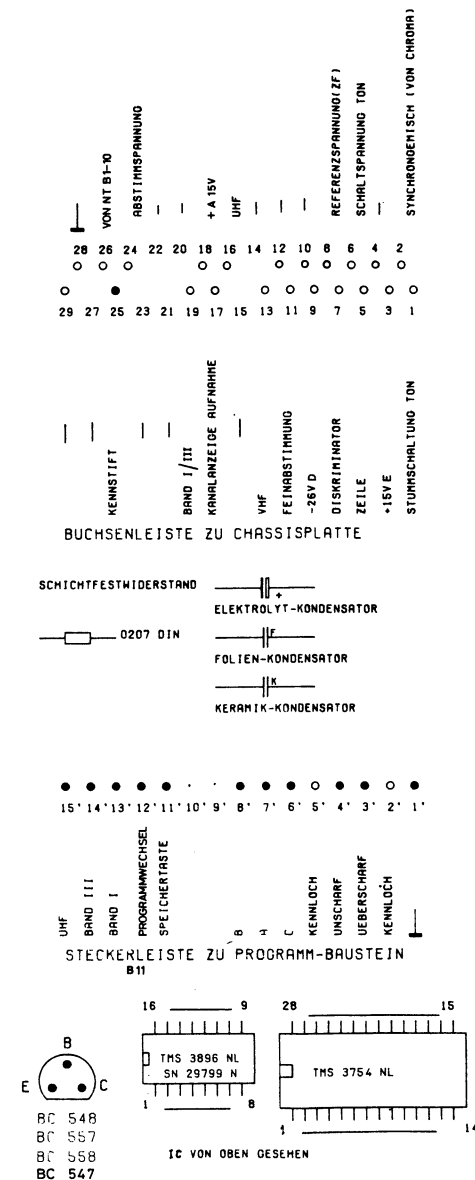 VON NT B1-10
ABSTIMMSPANNUNG
+A 15V
UHF
REFERENZSPANNUNG(ZF)
SCHALTSPANNUNG TON
SYNCHRONGEMISCH (VON CHROMA)
28 26 24 22 20 18 16 14 12 10 8 6 4 2
29 27 25 23 21 19 17 15 13 11 9 7 5 3 1
KENNSTIFT
BAND I/III
KANALANZEIGE AUFNAHME
VHF
FEINABSTIMMUNG
-26V D
DISKRIMINATOR
ZEILE
+15V E
STUMMSCHALTUNG TON
BUCHSENLEISTE ZU CHASSISPLATTE
SCHICHTFESTWIDERSTAND
+
ELEKTROLYT-KONDENSATOR
0207 DIN
F
FOLIEN-KONDENSATOR
K
KERAMIK-KONDENSATOR
15' 14' 13' 12' 11' 10' 9' 8' 7' 6' 5' 4' 3' 2' 1'
UHF
BAND III
BAND I
PROGRAMMWECHSEL
SPEICHERTASTE
B
A
C
KENNLOCH
UNSCHARF
UEBERSCHARF
KENNLOCH
STECKERLEISTE ZU PROGRAMM-BAUSTEIN
B11
16 9
28 15
TMS 3896 NL
SN 29799 N
TMS 3754 NL
1 8
1 14
B
E C
BC 548
BC 557
BC 558
BC 547
IC VON OBEN GESEHEN